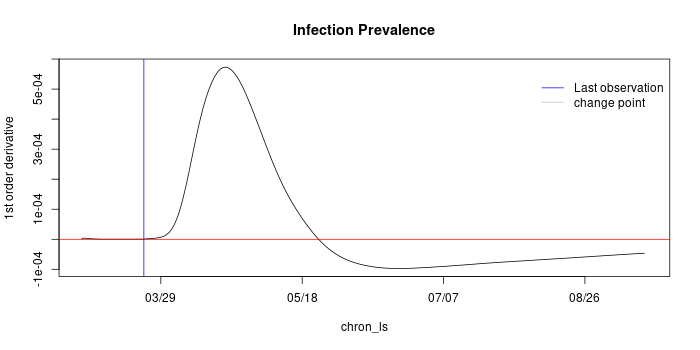 Infection Prevalence
1st order derivative
5e-04
3e-04
1e-04
-1e-04
Last observation
change point
03/29
05/18
07/07
08/26
chron_ls